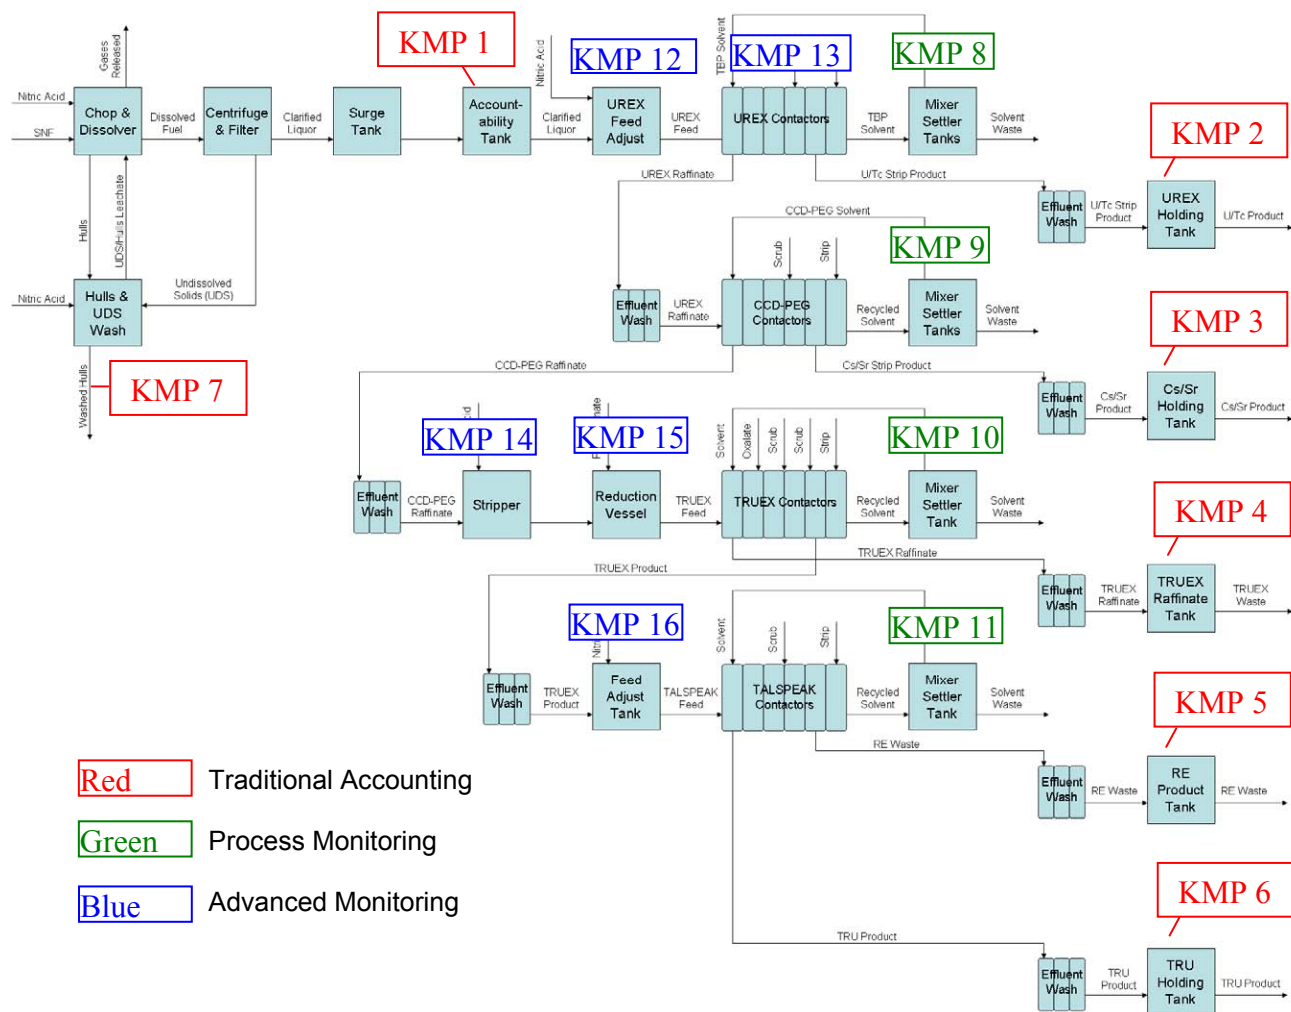 Gases
Released
Nitric Acid
SNF
Chop &
Dissolver
Dissolved
Fuel
Centrifuge
& Filter
Clarified
Liquor
Surge
Tank
KMP 1
Account-
ability
Tank
Clarified
Liquor
Nitric Acid
KMP 12
UREX
Feed
Adjust
UREX
Feed
TBP Solvent
KMP 13
UREX Contactors
TBP
Solvent
KMP 8
Mixer
Settler
Tanks
Solvent
Waste
KMP 2
UREX Raffinate
U/Tc Strip Product
Effluent
Wash
U/Tc Strip
Product
UREX
Holding
Tank
U/Tc Product
Hulls
UDS/Hulls Leachate
Undissolved
Solids (UDS)
Nitric Acid
Hulls &
UDS
Wash
Washed Hulls
KMP 7
CCD-PEG Solvent
Scrub
Strip
KMP 9
Effluent
Wash
UREX
Raffinate
CCD-PEG
Contactors
Recycled
Solvent
Mixer
Settler
Tanks
Solvent
Waste
KMP 3
CCD-PEG Raffinate
Cs/Sr Strip Product
Effluent
Wash
Cs/Sr
Product
Cs/Sr
Holding
Tank
Cs/Sr Product
KMP 14
KMP 15
Solvent
Oxalate
Scrub
Scrub
Strip
KMP 10
Effluent
Wash
CCD-PEG
Raffinate
Stripper
Reduction
Vessel
TRUEX
Feed
TRUEX Contactors
Recycled
Solvent
Mixer
Settler
Tank
Solvent
Waste
KMP 4
TRUEX Raffinate
TRUEX Product
Effluent
Wash
TRUEX
Raffinate
TRUEX
Raffinate
Tank
TRUEX
Waste
KMP 16
Solvent
Scrub
Strip
KMP 11
Effluent
Wash
TRUEX
Product
Feed
Adjust
Tank
TALSPEAK
Feed
TALSPEAK
Contactors
Recycled
Solvent
Mixer
Settler
Tank
Solvent
Waste
KMP 5
RE Waste
Effluent
Wash
RE Waste
RE
Product
Tank
RE Waste
Red
Traditional Accounting
Green
Process Monitoring
Blue
Advanced Monitoring
KMP 6
TRU Product
Effluent
Wash
TRU
Product
TRU
Holding
Tank
TRU Product